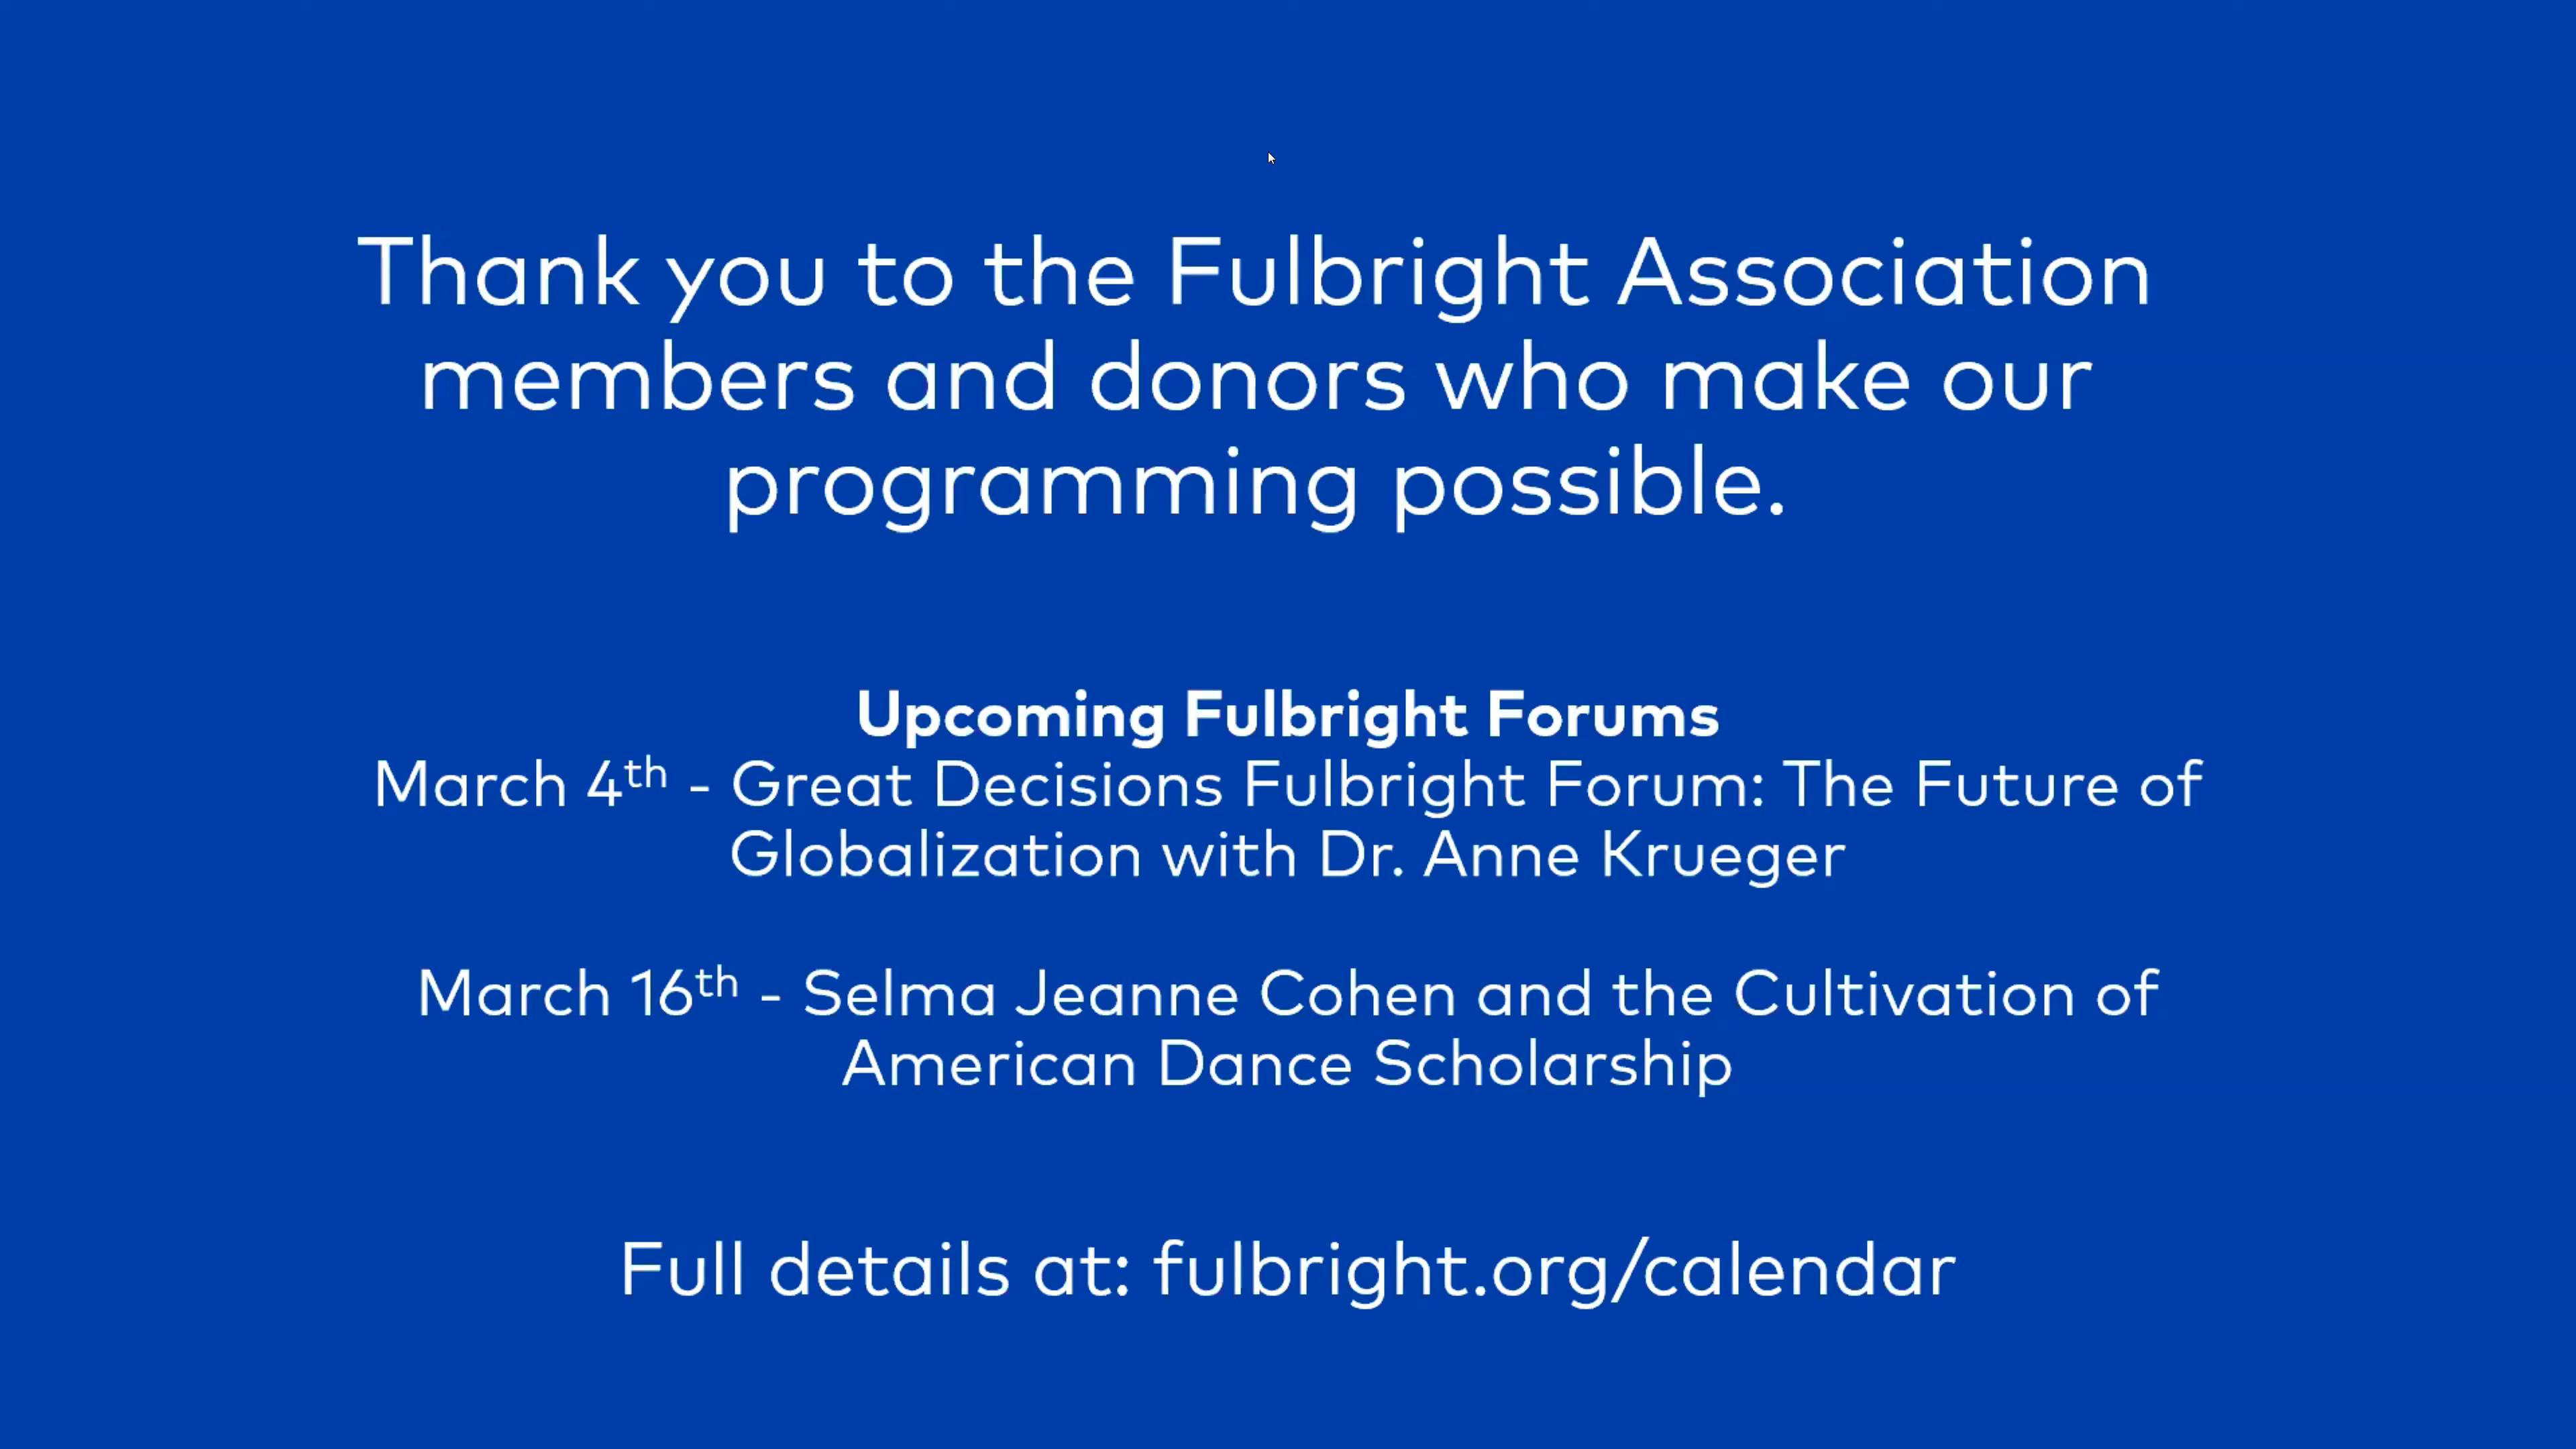 Thank you to the Fulbright Association
members and donors who make our
programming possible.
Upcoming Fulbright Forums
March 4th - Great Decisions Fulbright Forum: The Future of
Globalization with Dr. Anne Krueger
March 16th - Selma Jeanne Cohen and the Cultivation of
American Dance Scholarship
Full details at: fulbright.org/calendar